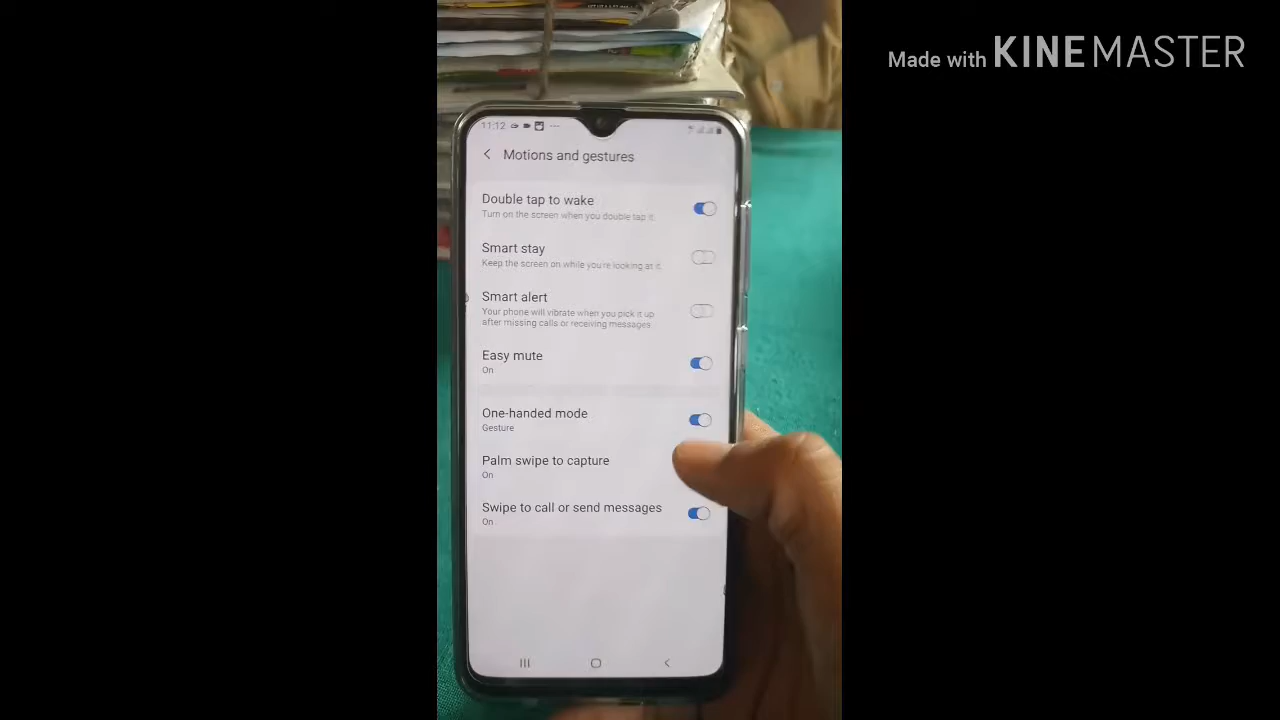 Made with KINEMASTER
11:12
Motions and gestures
Double tap to wake
Turn on the screen when you double tap it.
Smart stay
Keep the screen on while you're looking at it.
Smart alert
Your phone will vibrate when you pick it up
after missing calls or receiving messages.
Easy mute
On
One-handed mode
Gesture
Palm swipe to capture
On
Swipe to call or send messages
On